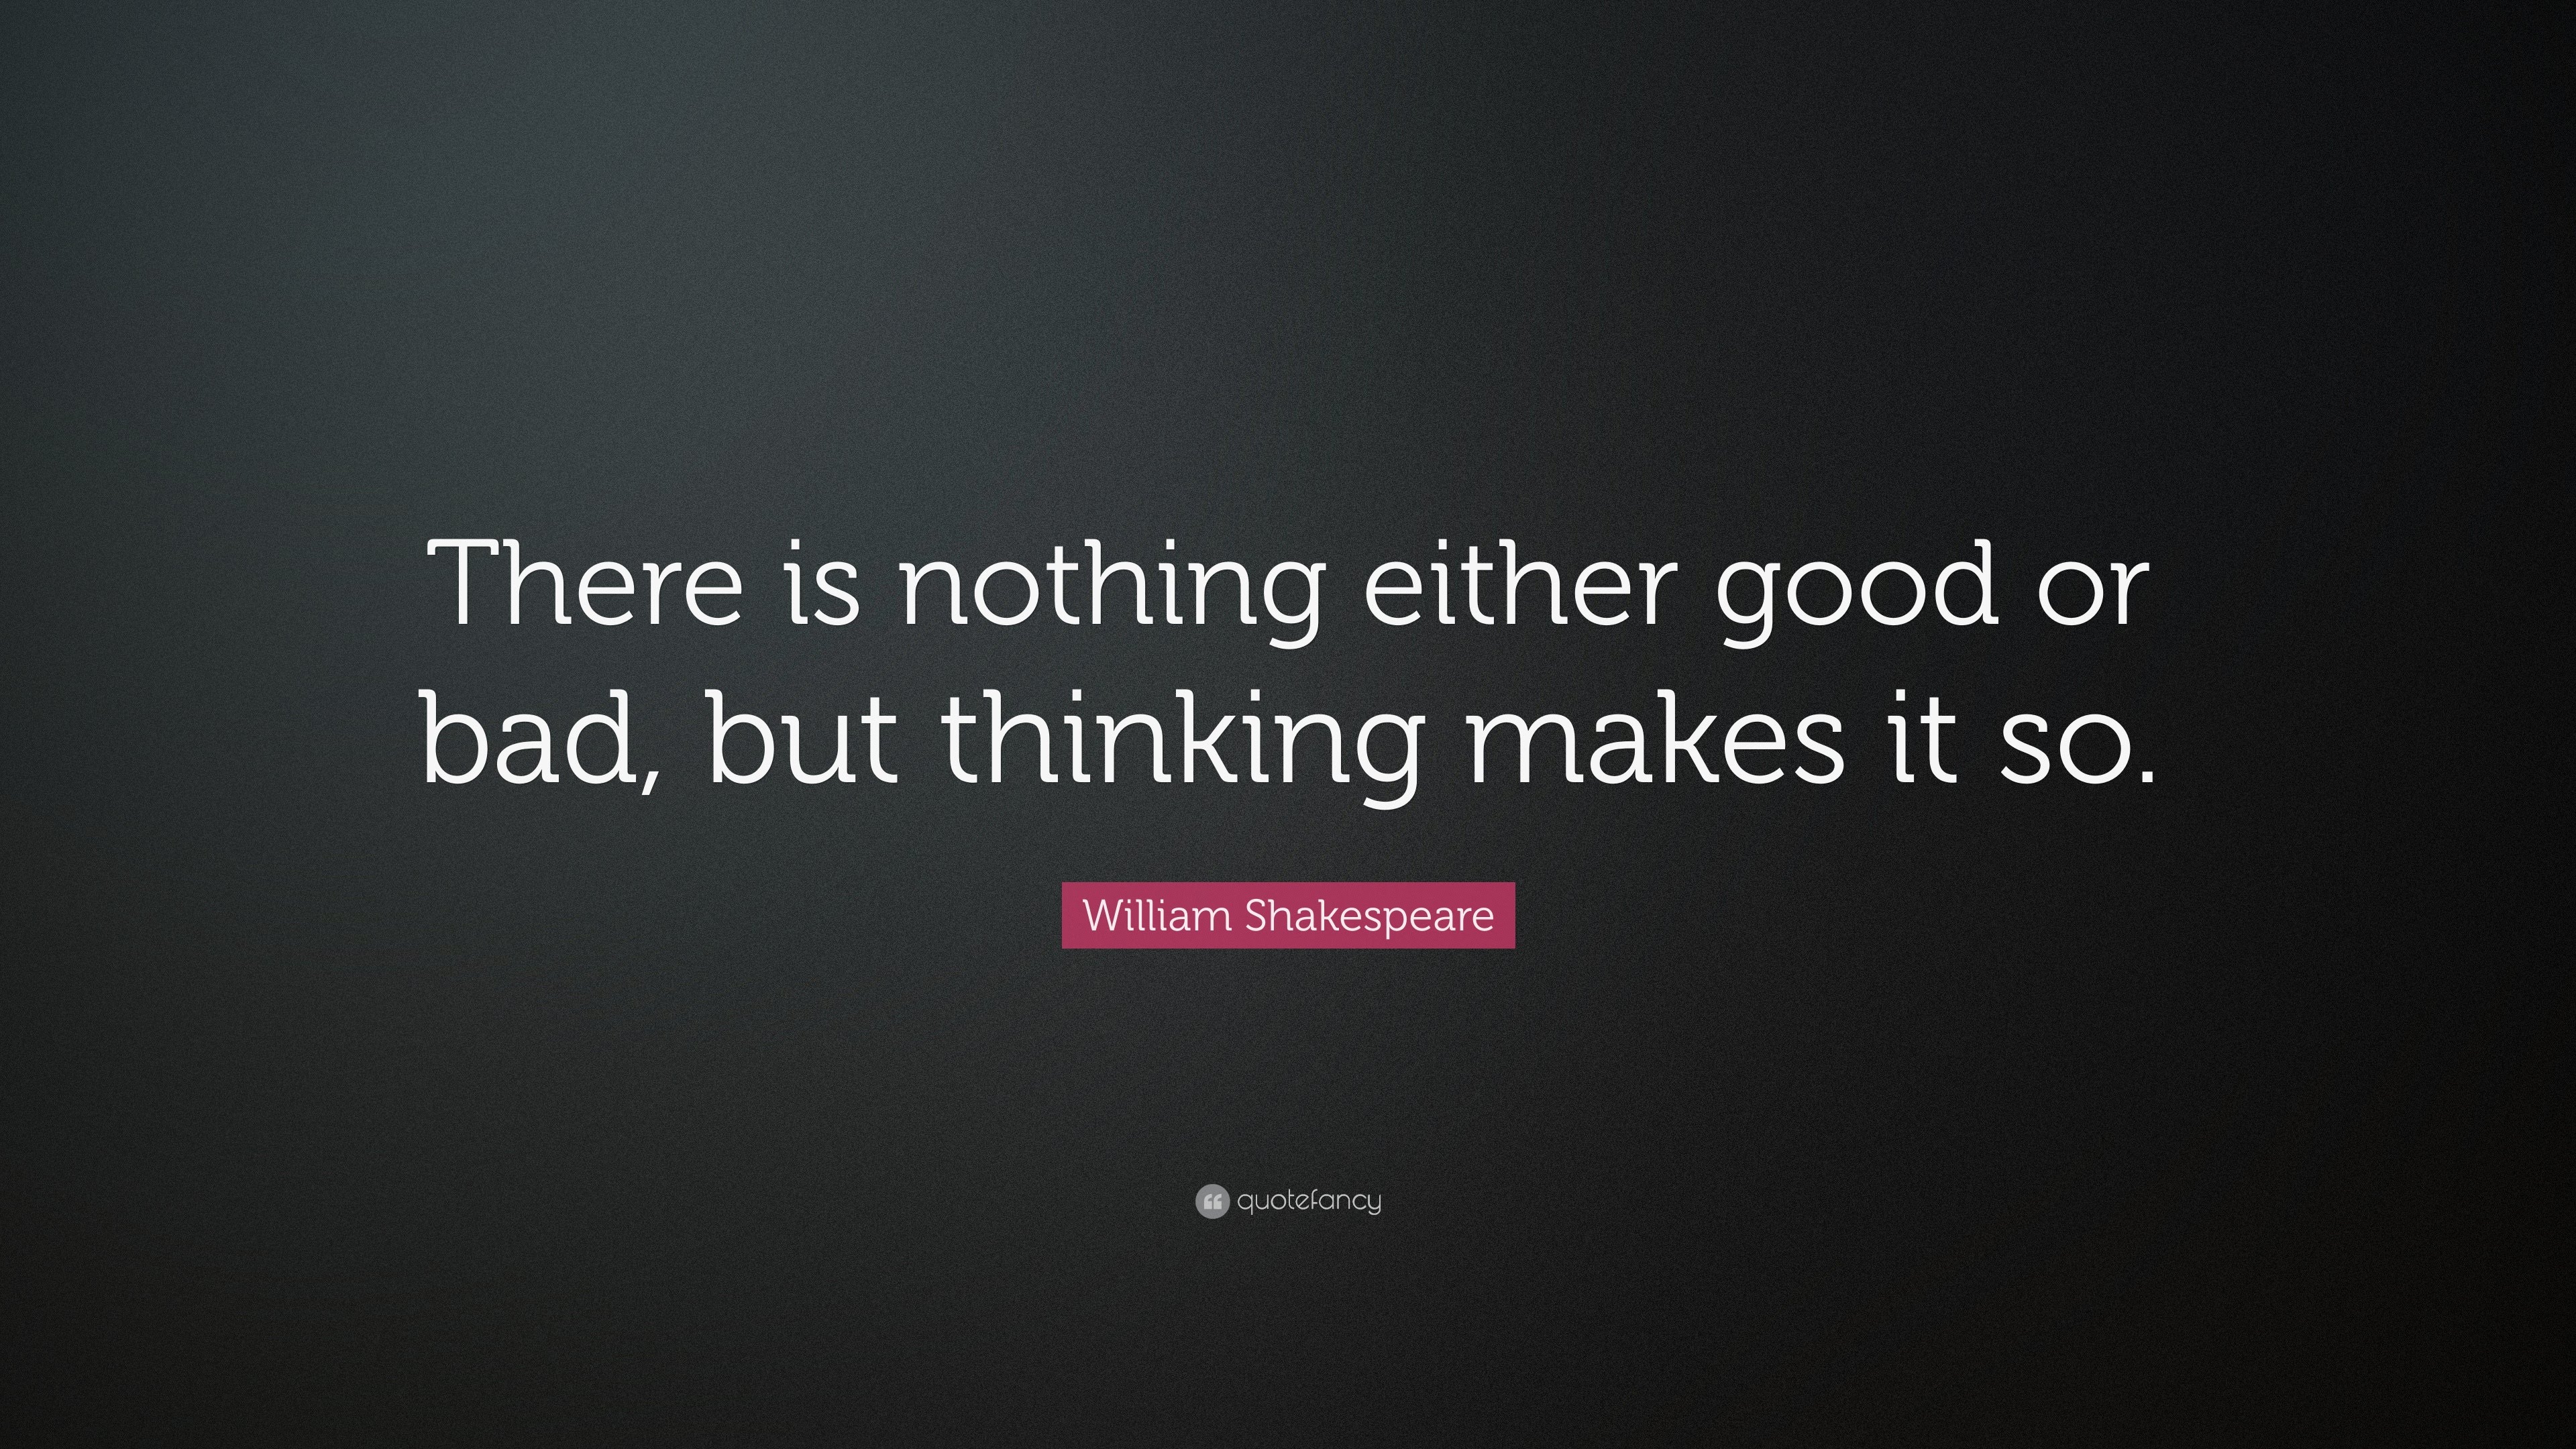 There is nothing either good or
bad, but thinking makes it so.
William Shakespeare
quotefancy